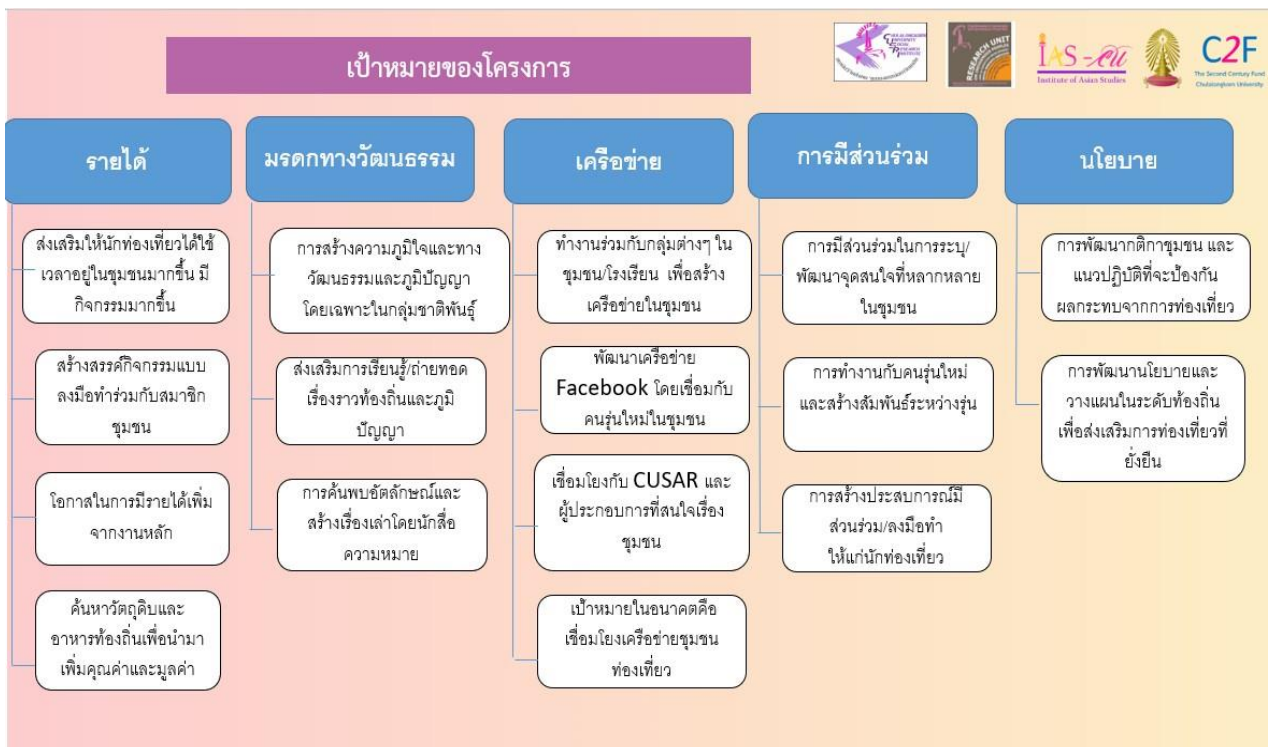 เป้าหมายของโครงการ
CHULALONGKORN
UNIVERSITY
SOCIAL
RESEARCH
INSTITUTE
RESEARCH UNIT
IAS-CU
Institute of Asian Studies
C2F
The Second Century Fund
Chulalongkorn University
รายได้
ส่งเสริมให้นักท่องเที่ยวได้ใช้
เวลาอยู่ในชุมชนมากขึ้น มี
กิจกรรมมากขึ้น
สร้างสรรค์กิจกรรมแบบ
ลงมือทำร่วมกับสมาชิก
ชุมชน
โอกาสในการมีรายได้เพิ่ม
จากงานหลัก
ค้นหาวัตถุดิบและ
อาหารท้องถิ่นเพื่อนำมา
เพิ่มคุณค่าและมูลค่า
มรดกทางวัฒนธรรม
การสร้างความภูมิใจและทาง
วัฒนธรรมและภูมิปัญญา
โดยเฉพาะในกลุ่มชาติพันธุ์
ส่งเสริมการเรียนรู้/ถ่ายทอด
เรื่องราวท้องถิ่นและภูมิ
ปัญญา
การค้นพบอัตลักษณ์และ
สร้างเรื่องเล่าโดยนักสื่อ
ความหมาย
เครือข่าย
ทำงานร่วมกับกลุ่มต่างๆ ใน
ชุมชน/โรงเรียน เพื่อสร้าง
เครือข่ายในชุมชน
พัฒนาเครือข่าย
Facebook โดยเชื่อมกับ
คนรุ่นใหม่ในชุมชน
เชื่อมโยงกับ CUSAR และ
ผู้ประกอบการที่สนใจเรื่อง
ชุมชน
เป้าหมายในอนาคตคือ
เชื่อมโยงเครือข่ายชุมชน
ท่องเที่ยว
การมีส่วนร่วม
การมีส่วนร่วมในการระบุ/
พัฒนาจุดสนใจที่หลากหลาย
ในชุมชน
การทำงานกับคนรุ่นใหม่
และสร้างสัมพันธ์ระหว่างรุ่น
การสร้างประสบการณ์มี
ส่วนร่วม/ลงมือทำ
ให้แก่นักท่องเที่ยว
นโยบาย
การพัฒนากติกาชุมชน และ
แนวปฏิบัติที่จะป้องกัน
ผลกระทบจากการท่องเที่ยว
การพัฒนานโยบายและ
วางแผนในระดับท้องถิ่น
เพื่อส่งเสริมการท่องเที่ยวที่
ยั่งยืน